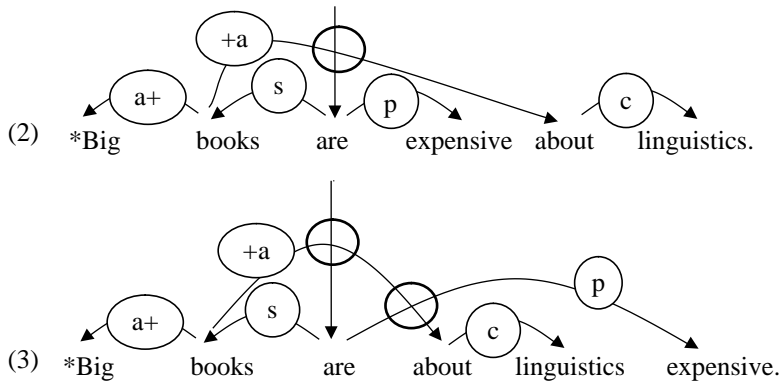 +a
a+ s p c
(2) *Big books are expensive about linguistics.
+a p
a+ s c
(3) *Big books are about linguistics expensive.